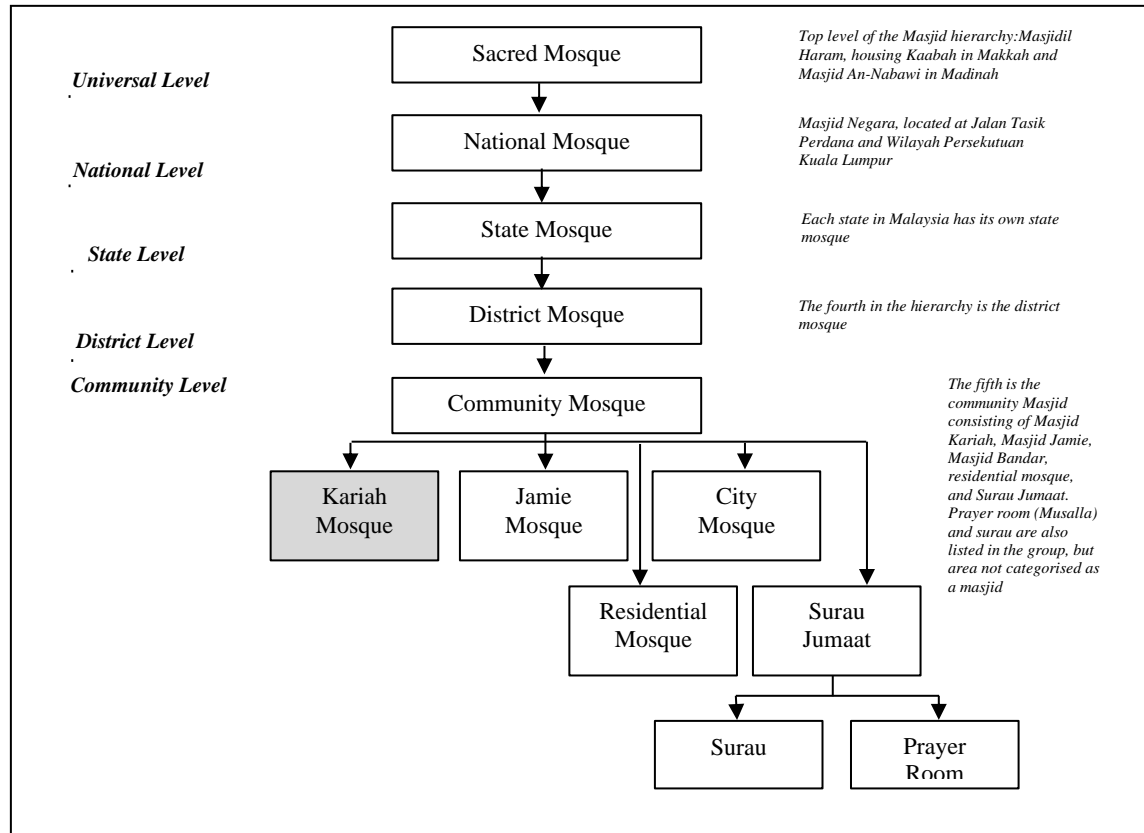 Sacred Mosque
Top level of the Masjid hierarchy:Masjidil
Haram, housing Kaabah in Makkah and
Masjid An-Nabawi in Madinah
Universal Level
National Mosque
Masjid Negara, located at Jalan Tasik
Perdana and Wilayah Persekutuan
Kuala Lumpur
National Level
State Mosque
Each state in Malaysia has its own state
mosque
State Level
District Mosque
The fourth in the hierarchy is the district
mosque
District Level
Community Level
Community Mosque
The fifth is the
community Masjid
consisting of Masjid
Kariah, Masjid Jamie,
Masjid Bandar,
residential mosque,
and Surau Jumaat.
Prayer room (Musalla)
and surau are also
listed in the group, but
area not categorised as
a masjid
Kariah
Mosque
Jamie
Mosque
City
Mosque
Residential
Mosque
Surau
Jumaat
Surau
Prayer
Room